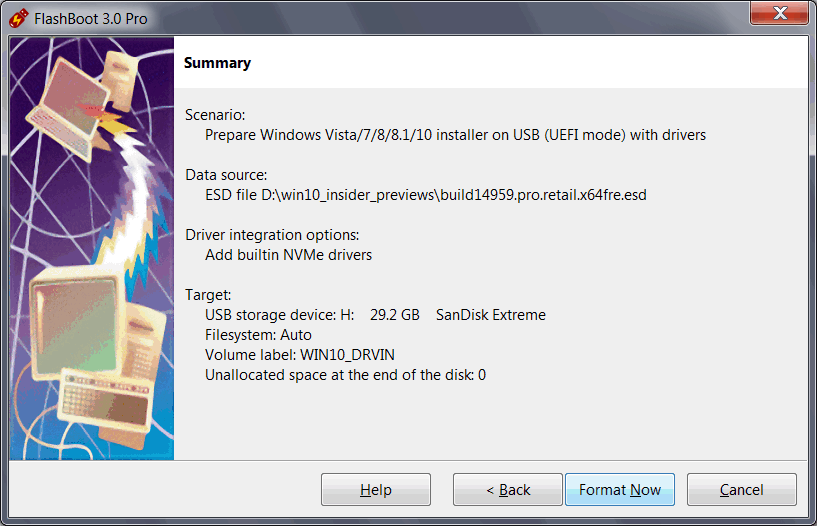 FlashBoot 3.0 Pro
Summary
Scenario:
Prepare Windows Vista/7/8/8.1/10 installer on USB (UEFI mode) with drivers
Data source:
ESD file D:\win10_insider_previews\build14959.pro.retail.x64fre.esd
Driver integration options:
Add builtin NVMe drivers
Target:
USB storage device: H: 29.2 GB SanDisk Extreme
Filesystem: Auto
Volume label: WIN10_DRVIN
Unallocated space at the end of the disk: 0
Help < Back Format Now Cancel